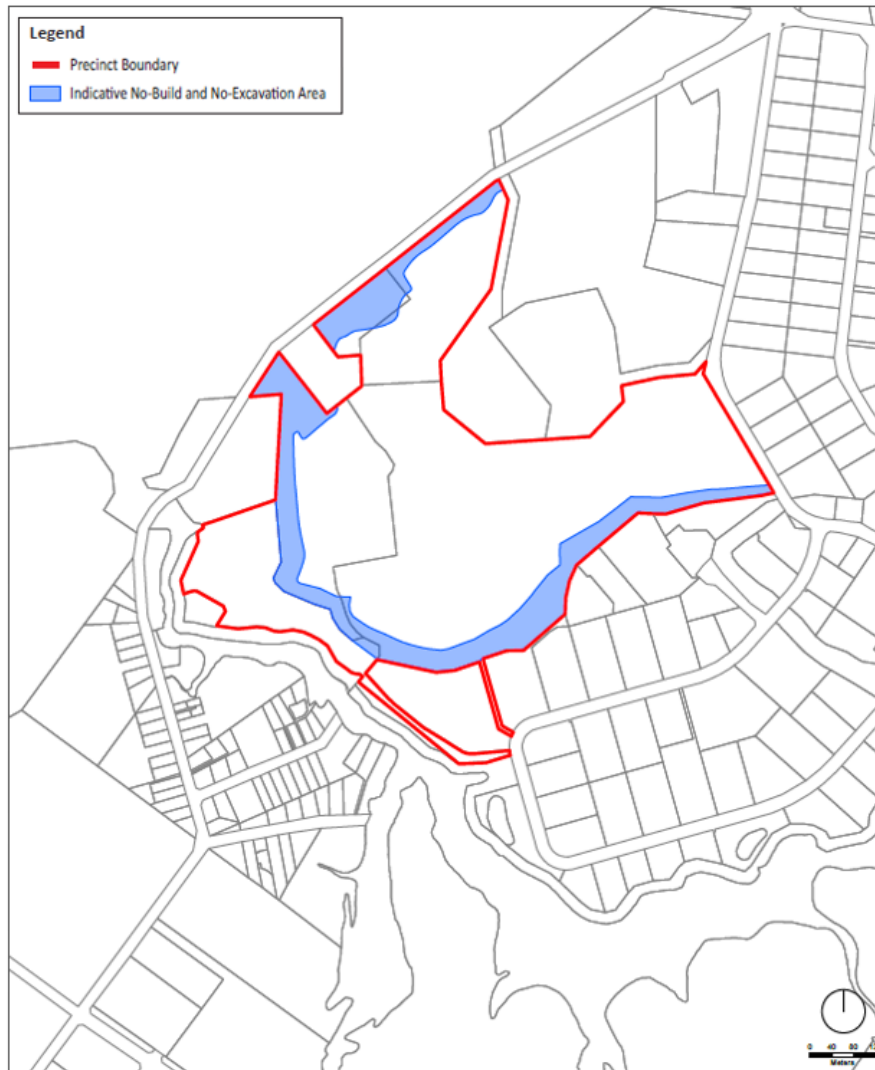 Legend
Precinct Boundary
Indicative No-Build and No-Excavation Area
0 40 80
Meters